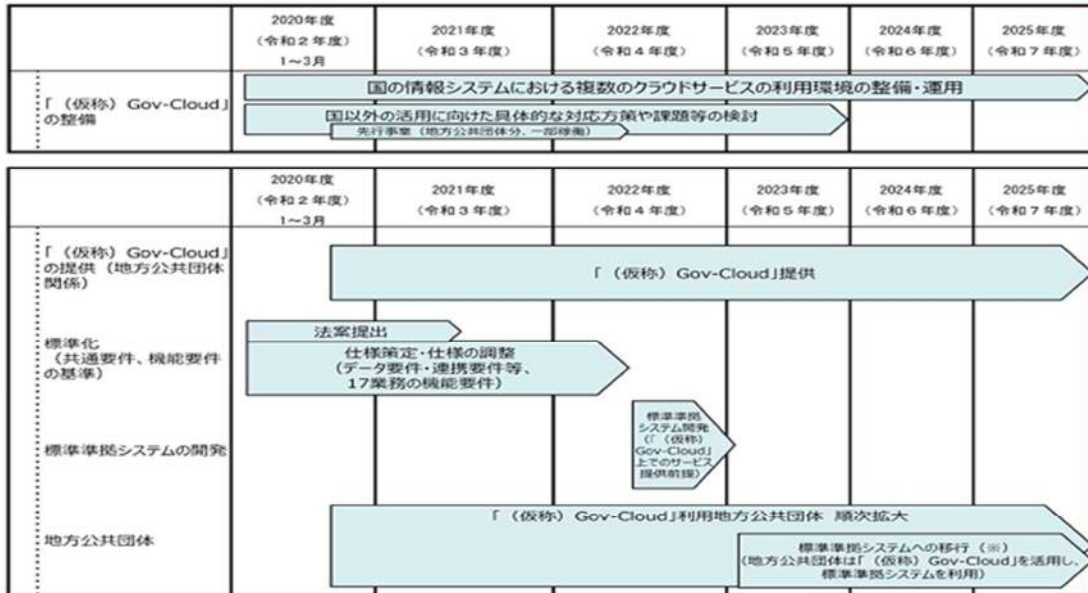 2020年度
(令和2年度)
1～3月
2021年度
(令和3年度)
2022年度
(令和4年度)
2023年度
(令和5年度)
2024年度
(令和6年度)
2025年度
(令和7年度)
「(仮称) Gov-Cloud」
の整備
国の情報システムにおける複数のクラウドサービスの利用環境の整備・運用
国以外の活用に向けた具体的な対応方策や課題等の検討
先行事業(地方公共団体分、一部稼働)
2020年度
(令和2年度)
1～3月
2021年度
(令和3年度)
2022年度
(令和4年度)
2023年度
(令和5年度)
2024年度
(令和6年度)
2025年度
(令和7年度)
「(仮称) Gov-Cloud」
の提供(地方公共団体
関係)
「(仮称) Gov-Cloud」提供
標準化
(共通要件、機能要件
の基準)
法案提出
仕様策定・仕様の調整
(データ要件・連携要件等、
17業務の機能要件)
標準準拠システムの開発
標準準拠
システム開発
(「(仮称)
Gov-Cloud」
上でのサービス
提供前提)
地方公共団体
「(仮称) Gov-Cloud」利用地方公共団体 順次拡大
標準準拠システムへの移行(※)
(地方公共団体は「(仮称) Gov-Cloud」を活用し、
標準準拠システムを利用)